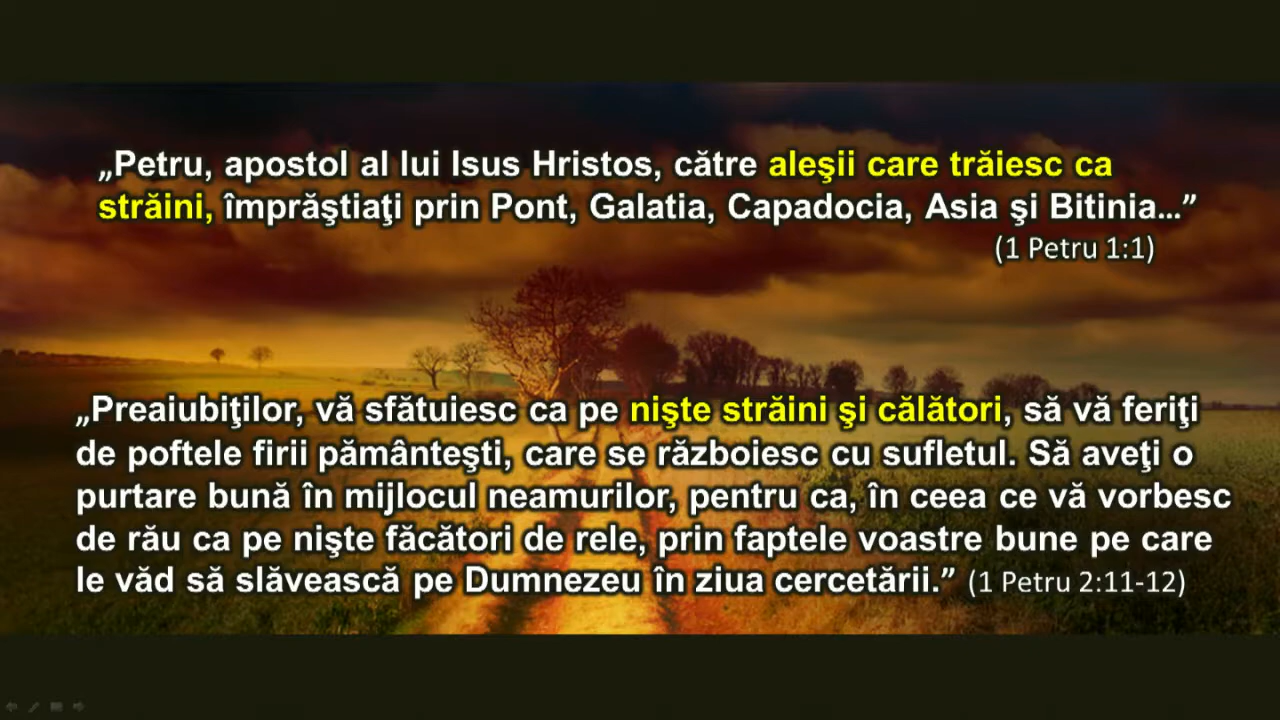 „Petru, apostol al lui Isus Hristos, către aleşii care trăiesc ca
străini, împrăştiaţi prin Pont, Galatia, Capadocia, Asia şi Bitinia...”
(1 Petru 1:1)
„Preaiubiţilor, vă sfătuiesc ca pe nişte străini şi călători, să vă feriţi
de poftele firii pământeşti, care se războiesc cu sufletul. Să aveţi o
purtare bună în mijlocul neamurilor, pentru ca, în ceea ce vă vorbesc
de rău ca pe nişte făcători de rele, prin faptele voastre bune pe care
le văd să slăvească pe Dumnezeu în ziua cercetării.” (1 Petru 2:11-12)